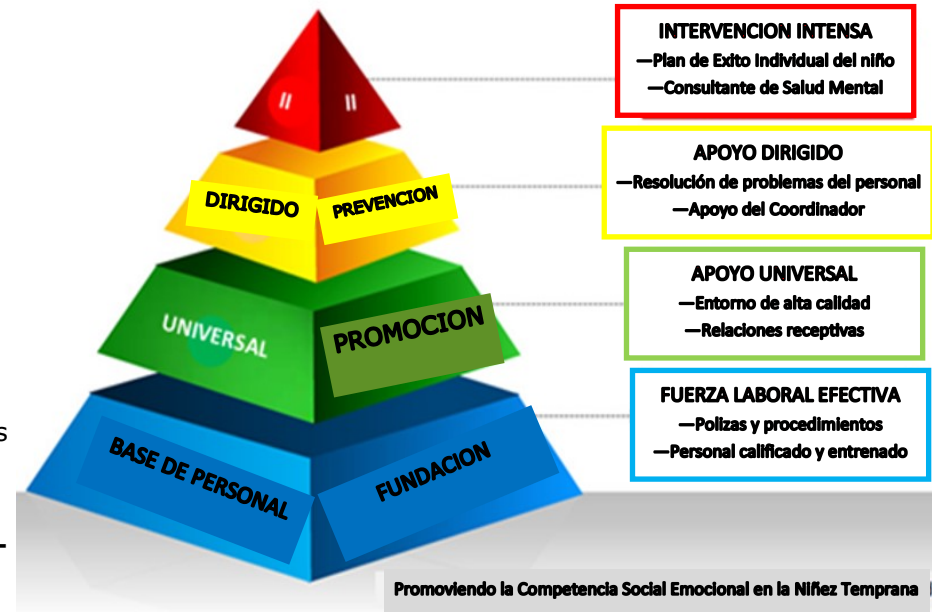 INTERVENCION INTENSA
—Plan de Exito Individual del niño
—Consultante de Salud Mental
II
II
APOYO DIRIGIDO
—Resolución de problemas del personal
—Apoyo del Coordinador
DIRIGIDO
PREVENCION
APOYO UNIVERSAL
—Entorno de alta calidad
—Relaciones receptivas
UNIVERSAL
PROMOCION
FUERZA LABORAL EFECTIVA
—Polizas y procedimientos
—Personal calificado y entrenado
s
BASE DE PERSONAL
FUNDACION
-
Promoviendo la Competencia Social Emocional en la Niñez Temprana